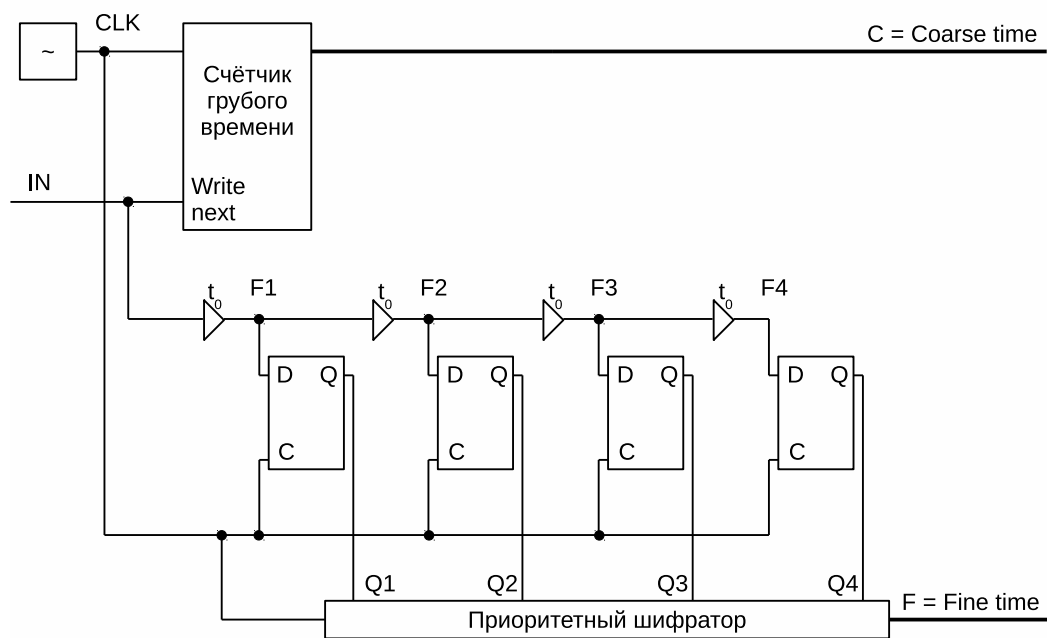 CLK
~
C = Coarse time
Счётчик
грубого
времени
IN
Write
next
t0 F1 t0 F2 t0 F3 t0 F4
D Q D Q D Q D Q
C C C C
Q1 Q2 Q3 Q4
F = Fine time
Приоритетный шифратор